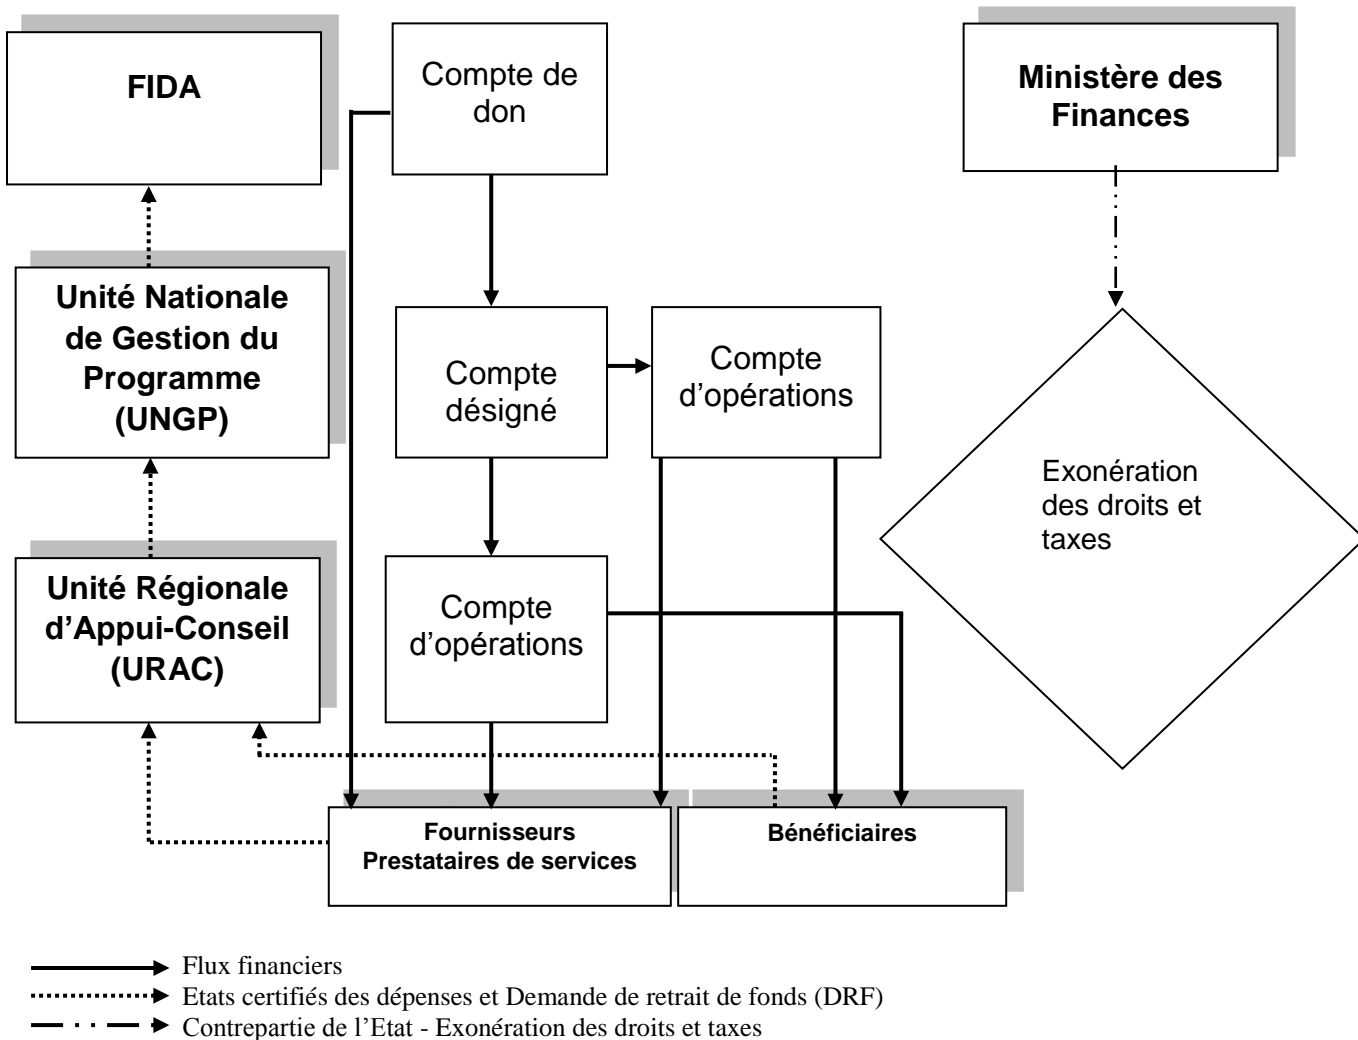 FIDA
Compte de
don
Ministère des
Finances
Unité Nationale
de Gestion du
Programme
(UNGP)
Compte
désigné
Compte
d’opérations
Exonération
des droits et
taxes
Unité Régionale
d’Appui-Conseil
(URAC)
Compte
d’opérations
Fournisseurs
Prestataires de services
Bénéficiaires
Flux financiers
Etats certifiés des dépenses et Demande de retrait de fonds (DRF)
Contrepartie de l’Etat - Exonération des droits et taxes